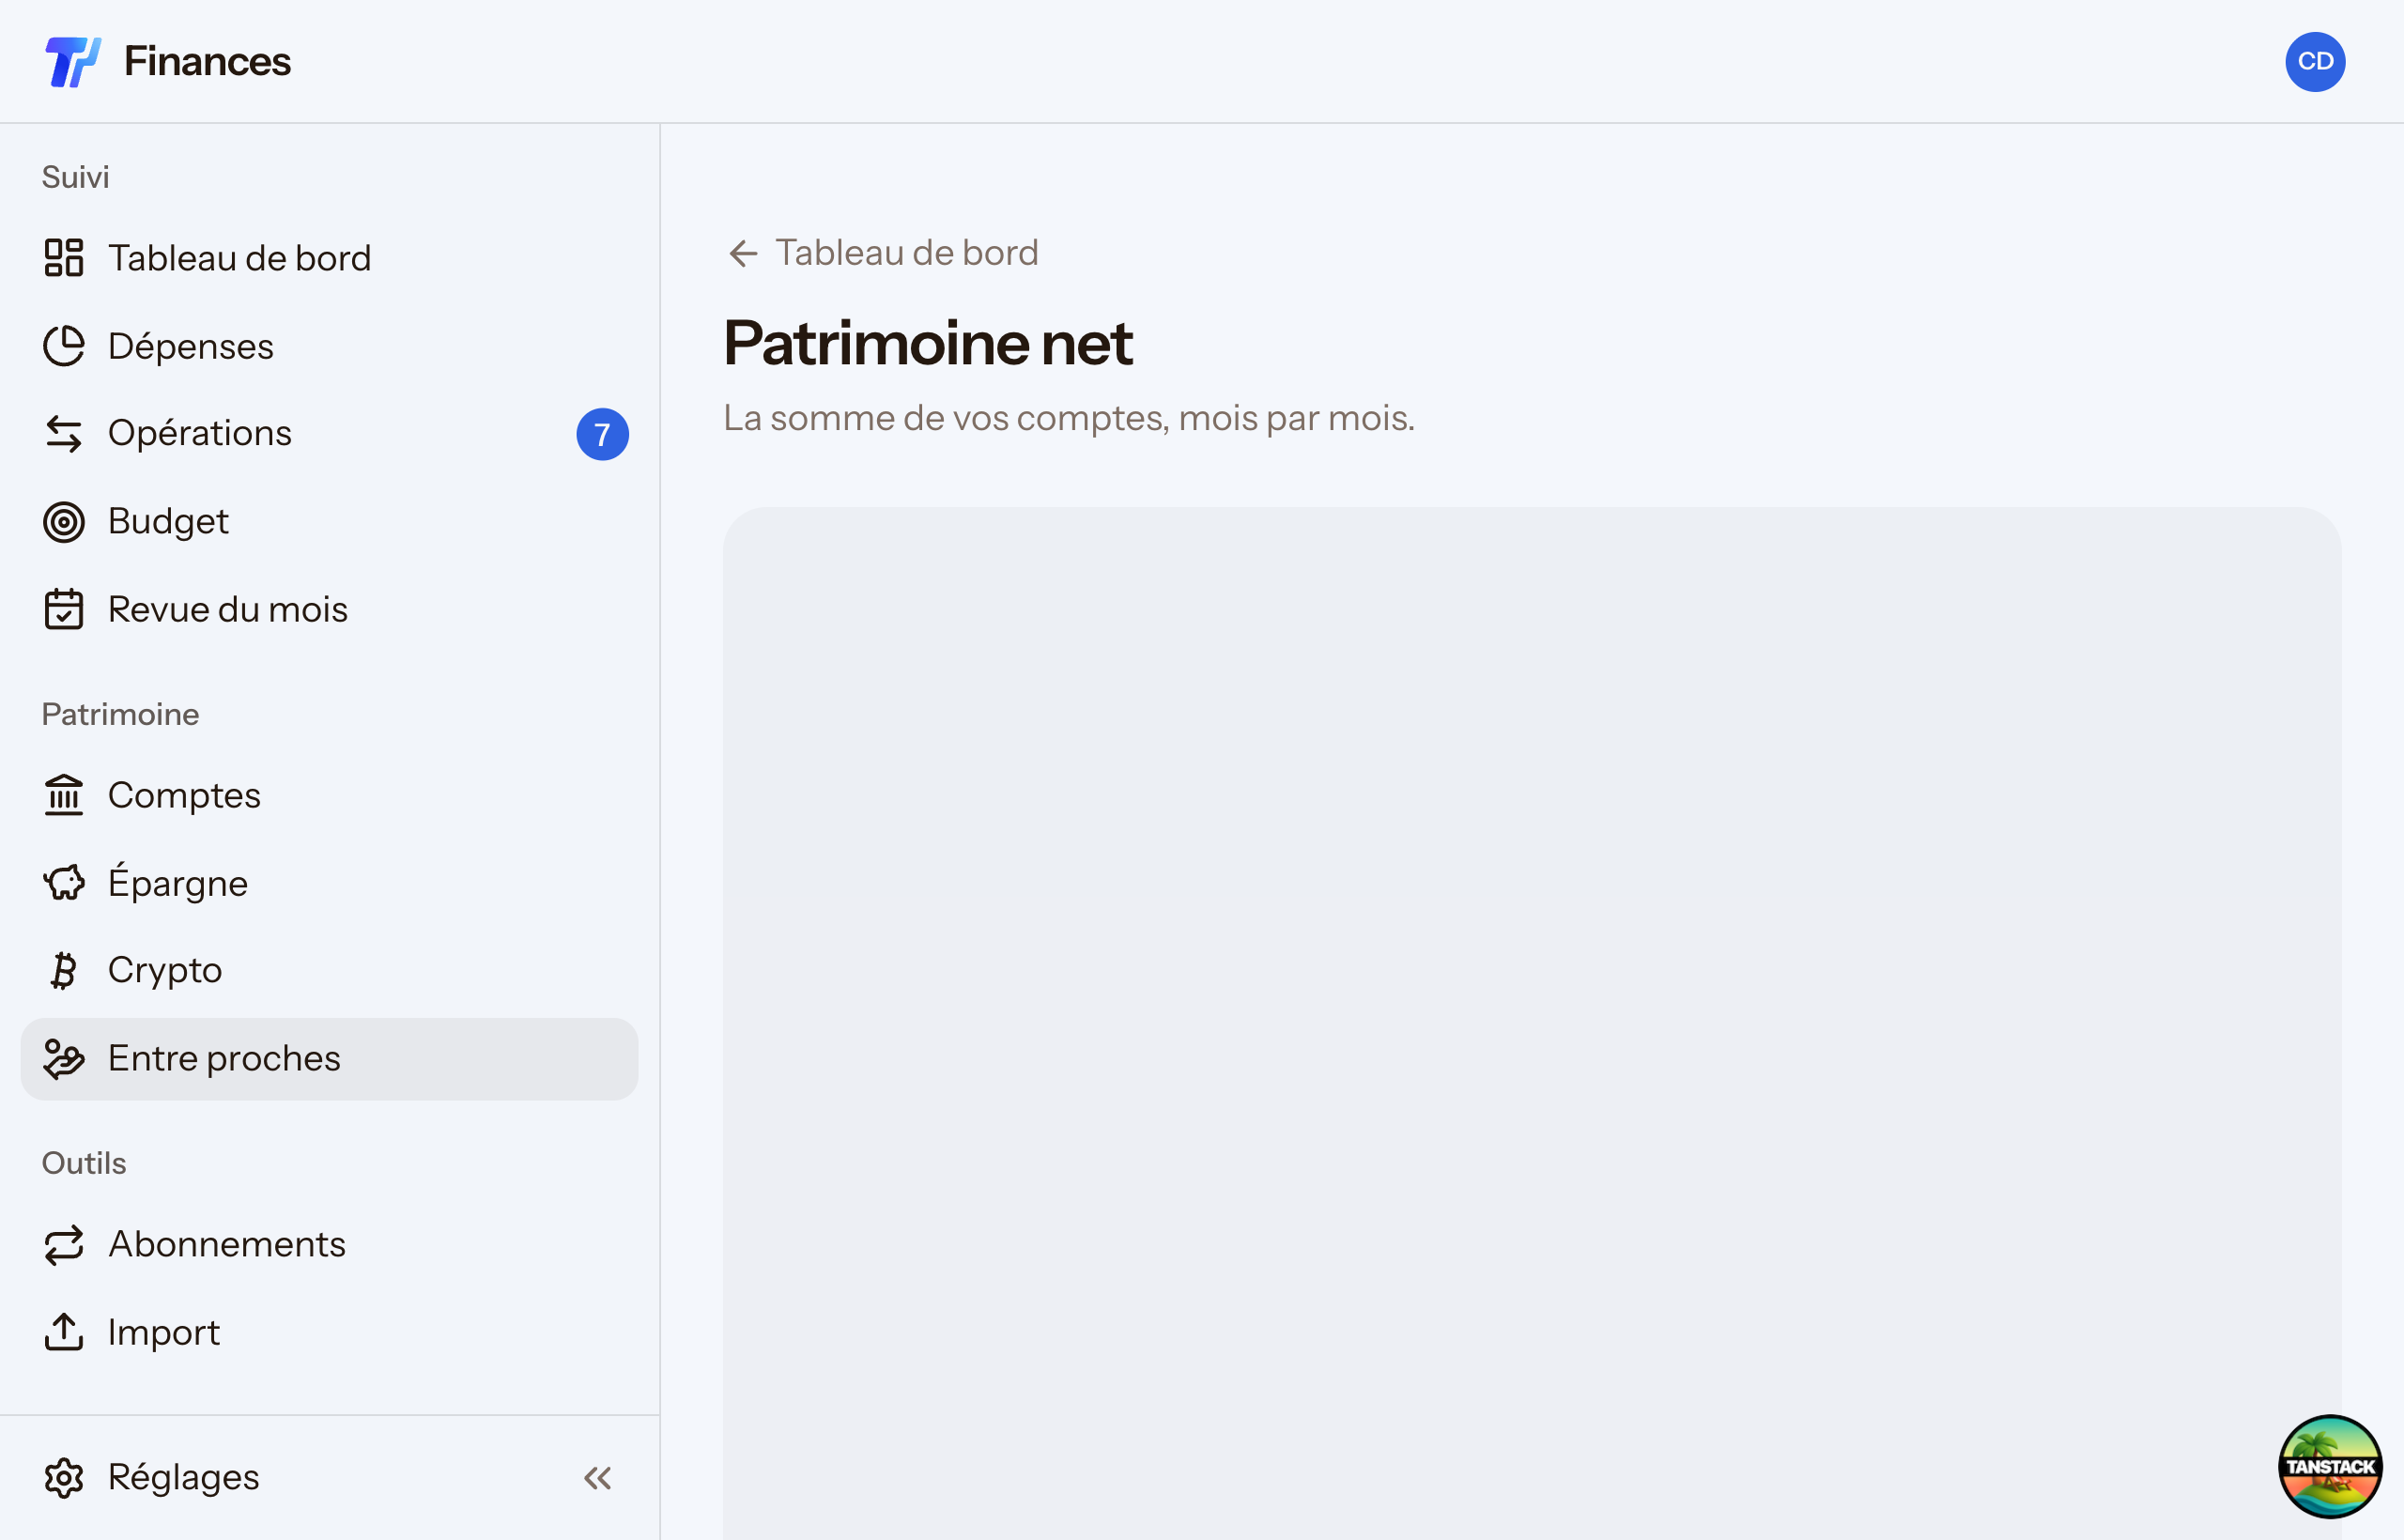 Finances
CD
Suivi
Tableau de bord
Dépenses
Opérations
7
Budget
Revue du mois
Patrimoine
Comptes
Épargne
Crypto
Entre proches
Outils
Abonnements
Import
Réglages
Tableau de bord
Patrimoine net
La somme de vos comptes, mois par mois.
TANSTACK